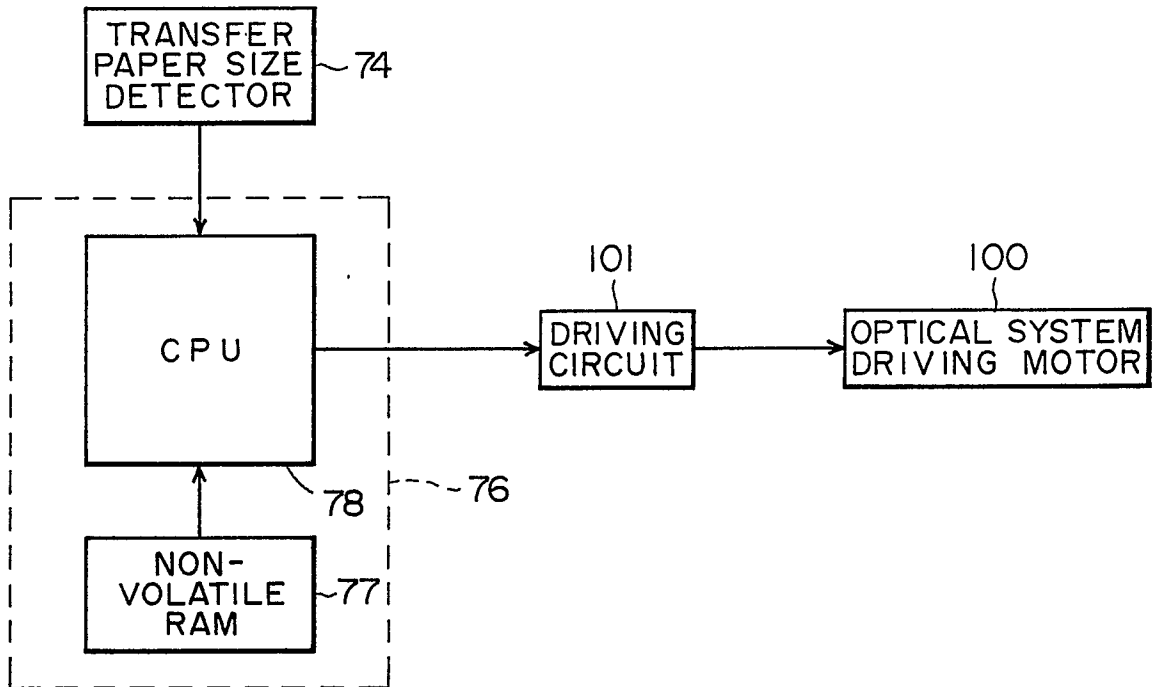 TRANSFER
PAPER SIZE
DETECTOR
74
CPU
78
76
NON-
VOLATILE
RAM
77
101
DRIVING
CIRCUIT
100
OPTICAL SYSTEM
DRIVING MOTOR